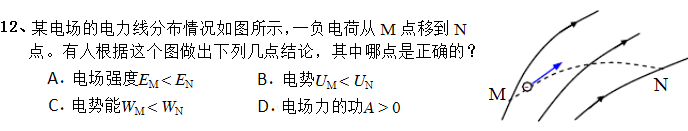 12、某电场的电力线分布情况如图所示，一负电荷从 M 点移到 N
点。有人根据这个图做出下列几点结论，其中哪点是正确的？
A．电场强度E_M < E_N B．电势U_M < U_N
C．电势能W_M < W_N D．电场力的功A > 0
M
N